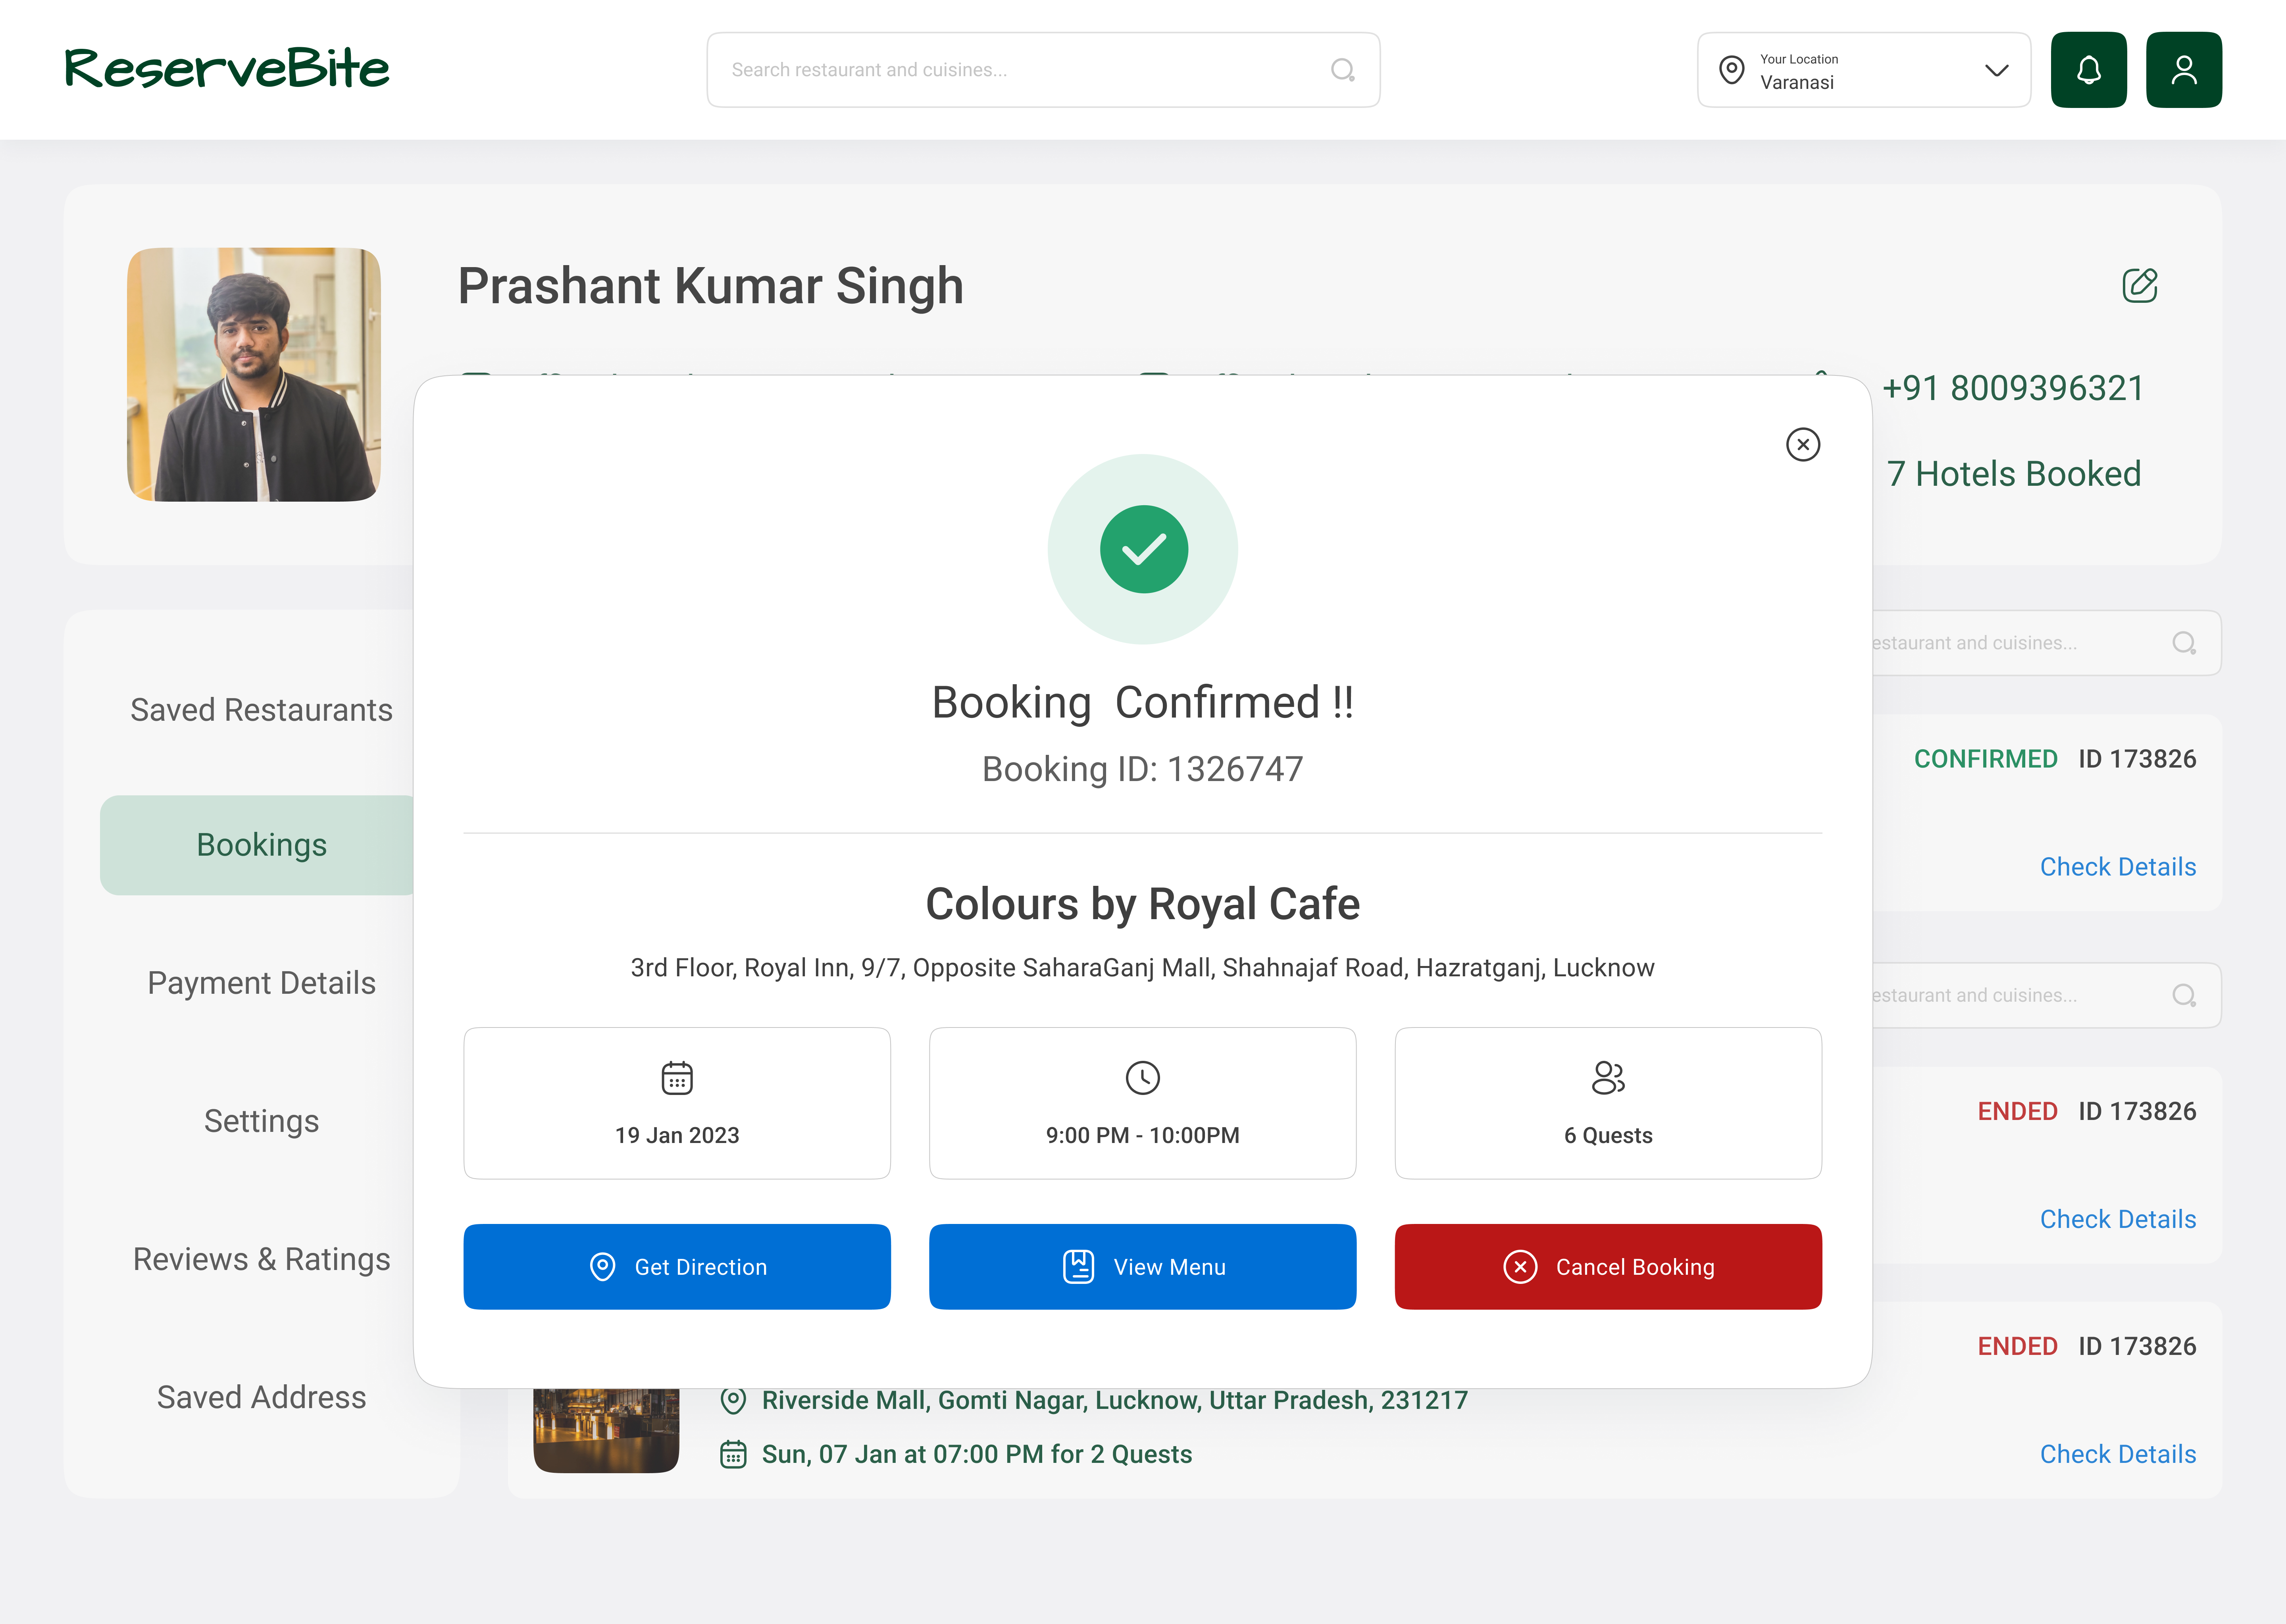 ReserveBite
Search restaurant and cuisines...
Your Location
Varanasi
Prashant Kumar Singh
+91 8009396321
7 Hotels Booked
Saved Restaurants
Bookings
Payment Details
Settings
Reviews & Ratings
Saved Address
Booking Confirmed !!
Booking ID: 1326747
Colours by Royal Cafe
3rd Floor, Royal Inn, 9/7, Opposite SaharaGanj Mall, Shahnajaf Road, Hazratganj, Lucknow
19 Jan 2023
9:00 PM - 10:00PM
6 Quests
Get Direction
View Menu
Cancel Booking
estaurant and cuisines...
CONFIRMED ID 173826
Check Details
estaurant and cuisines...
ENDED ID 173826
Check Details
ENDED ID 173826
Riverside Mall, Gomti Nagar, Lucknow, Uttar Pradesh, 231217
Sun, 07 Jan at 07:00 PM for 2 Quests
Check Details